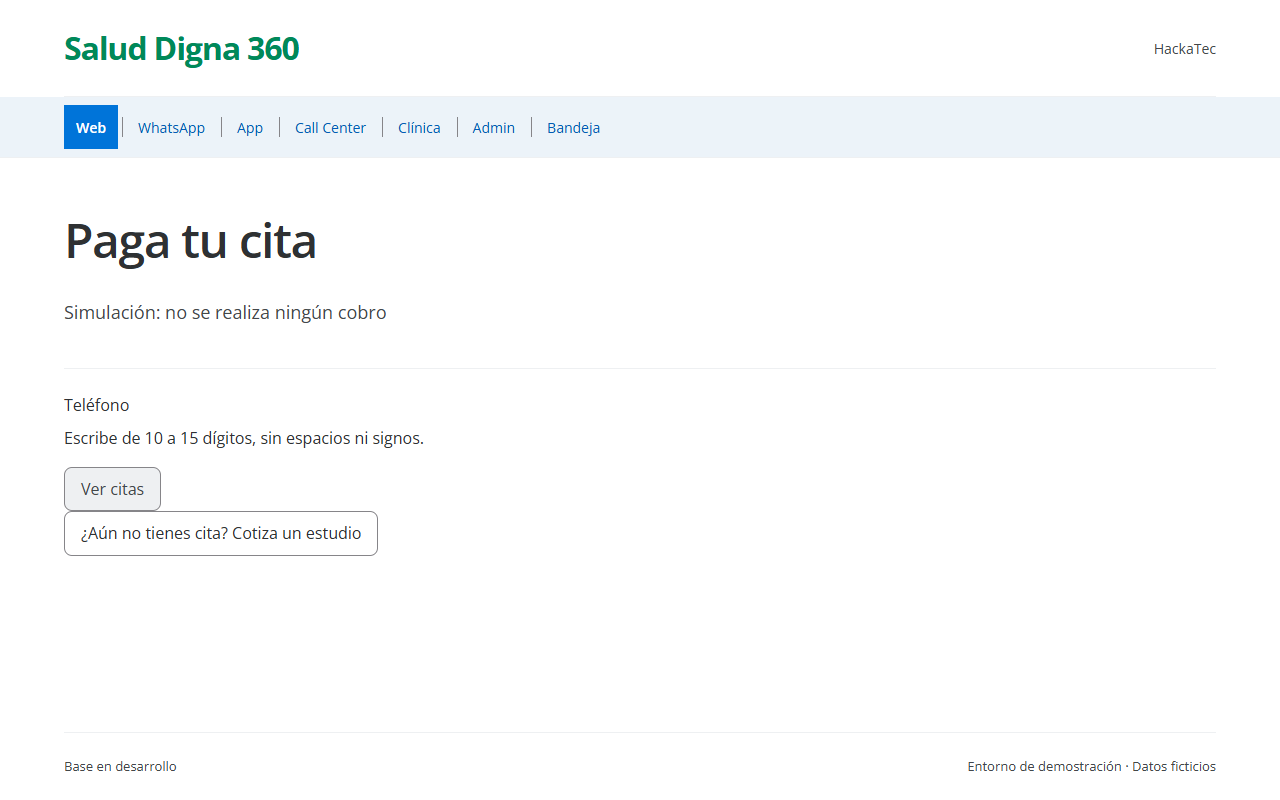 Salud Digna 360
HackaTec
Web
WhatsApp
App
Call Center
Clínica
Admin
Bandeja
Paga tu cita
Simulación: no se realiza ningún cobro
Teléfono
Escribe de 10 a 15 dígitos, sin espacios ni signos.
Ver citas
¿Aún no tienes cita? Cotiza un estudio
Base en desarrollo
Entorno de demostración · Datos ficticios